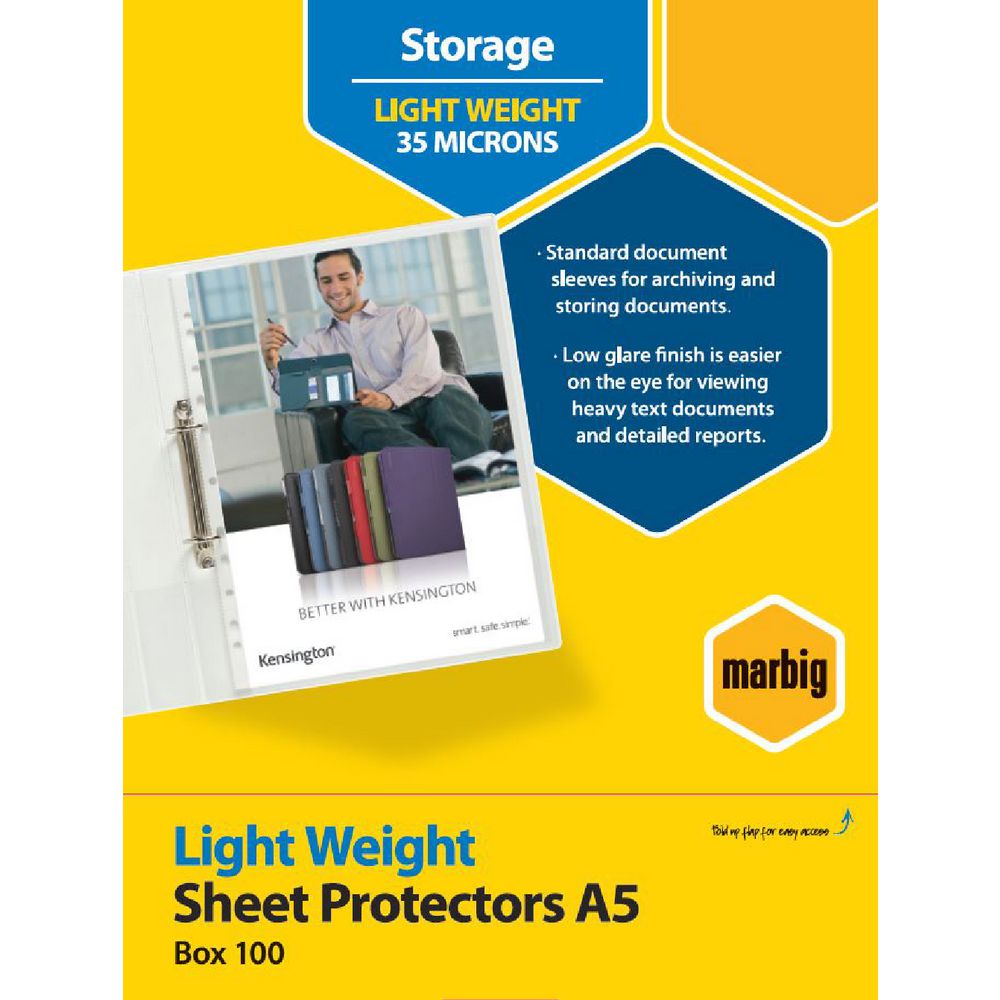 Storage
LIGHT WEIGHT
35 MICRONS
· Standard document
sleeves for archiving and
storing documents.
· Low glare finish is easier
on the eye for viewing
heavy text documents
and detailed reports.
BETTER WITH KENSINGTON
smart. safe. simple.
Kensington
marbig
fold up flap for easy access
Light Weight
Sheet Protectors A5
Box 100